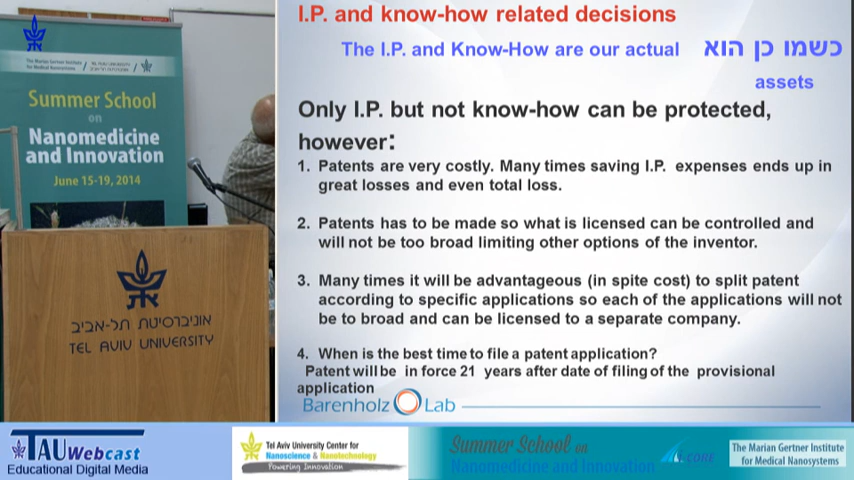 The Marian Gertner Institute
for Medical Nanosystems
TEL AVIV UNIVERSITY
Summer School
on
Nanomedicine
and Innovation
June 15-19, 2014
אוניברסיטת תל-אביב
TEL AVIV UNIVERSITY
I.P. and know-how related decisions
The I.P. and Know-How are our actual כשמו כן הוא
assets
Only I.P. but not know-how can be protected,
however:
1. Patents are very costly. Many times saving I.P. expenses ends up in
great losses and even total loss.
2. Patents has to be made so what is licensed can be controlled and
will not be too broad limiting other options of the inventor.
3. Many times it will be advantageous (in spite cost) to split patent
according to specific applications so each of the applications will not
be to broad and can be licensed to a separate company.
4. When is the best time to file a patent application?
Patent will be in force 21 years after date of filing of the provisional
application
Barenholz Lab
TAU Webcast
Educational Digital Media
Tel Aviv University Center for
Nanoscience & Nanotechnology
Powering Innovation
Summer School on
Nanomedicine and Innovation
I-CORE
The Marian Gertner Institute
for Medical Nanosystems